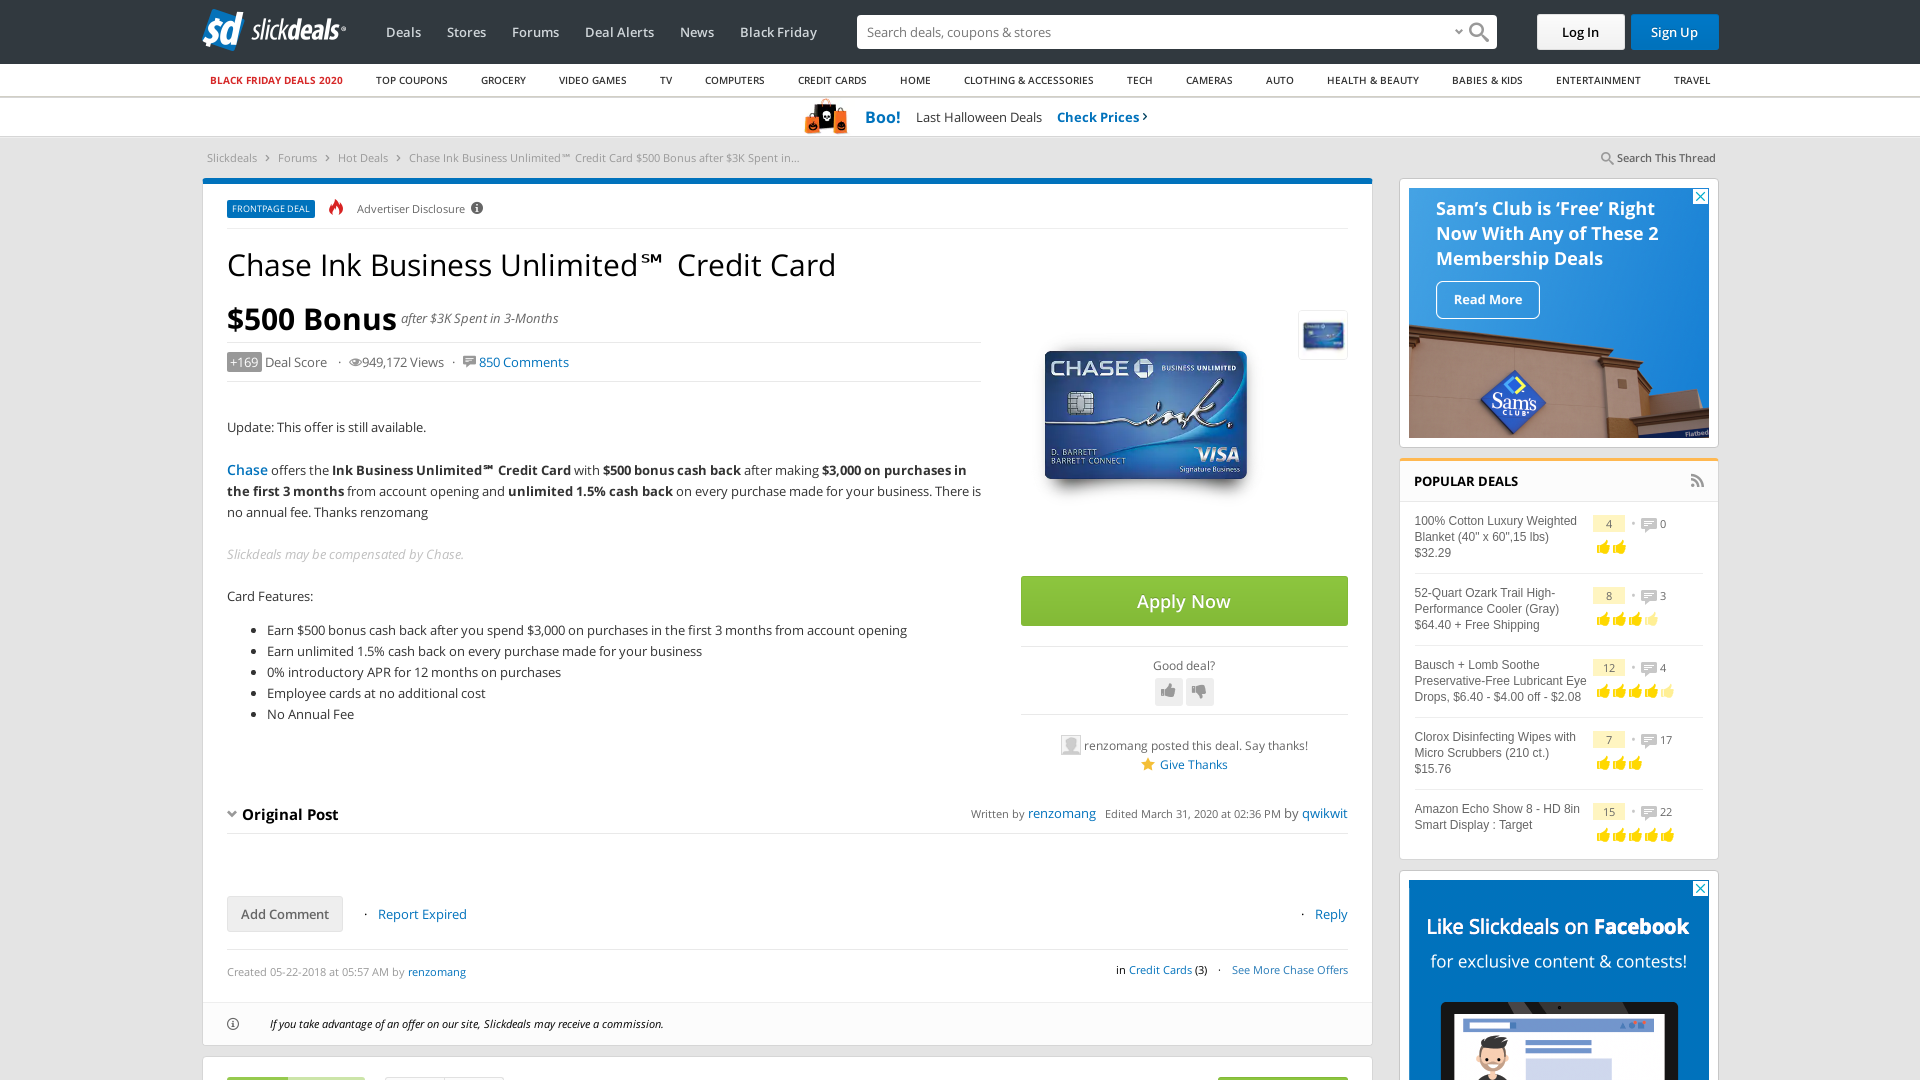 slickdeals
Deals
Stores
Forums
Deal Alerts
News
Black Friday
Search deals, coupons & stores
Log In
Sign Up
BLACK FRIDAY DEALS 2020
TOP COUPONS
GROCERY
VIDEO GAMES
TV
COMPUTERS
CREDIT CARDS
HOME
CLOTHING & ACCESSORIES
TECH
CAMERAS
AUTO
HEALTH & BEAUTY
BABIES & KIDS
ENTERTAINMENT
TRAVEL
Boo! Last Halloween Deals Check Prices ›
Slickdeals › Forums › Hot Deals › Chase Ink Business Unlimited℠ Credit Card $500 Bonus after $3K Spent in...
Search This Thread
FRONTPAGE DEAL
Advertiser Disclosure
Chase Ink Business Unlimited℠ Credit Card
$500 Bonus after $3K Spent in 3-Months
+169 Deal Score · 949,172 Views · 850 Comments
Update: This offer is still available.
Chase offers the Ink Business Unlimited℠ Credit Card with $500 bonus cash back after making $3,000 on purchases in
the first 3 months from account opening and unlimited 1.5% cash back on every purchase made for your business. There is
no annual fee. Thanks renzomang
Slickdeals may be compensated by Chase.
Card Features:
• Earn $500 bonus cash back after you spend $3,000 on purchases in the first 3 months from account opening
• Earn unlimited 1.5% cash back on every purchase made for your business
• 0% introductory APR for 12 months on purchases
• Employee cards at no additional cost
• No Annual Fee
CHASE
BUSINESS UNLIMITED
ink.
D. BARRETT
BARRETT CONNECT
VISA
Signature Business
Apply Now
Good deal?
renzomang posted this deal. Say thanks!
Give Thanks
Original Post
Written by renzomang Edited March 31, 2020 at 02:36 PM by qwikwit
Add Comment
· Report Expired
· Reply
Created 05-22-2018 at 05:57 AM by renzomang
in Credit Cards (3) · See More Chase Offers
If you take advantage of an offer on our site, Slickdeals may receive a commission.
Sam's Club is ‘Free’ Right
Now With Any of These 2
Membership Deals
Read More
Sam's
CLUB
Flatbed
POPULAR DEALS
100% Cotton Luxury Weighted
Blanket (40" x 60",15 lbs)
$32.29
4 • 0
52-Quart Ozark Trail High-
Performance Cooler (Gray)
$64.40 + Free Shipping
8 • 3
Bausch + Lomb Soothe
Preservative-Free Lubricant Eye
Drops, $6.40 - $4.00 off - $2.08
12 • 4
Clorox Disinfecting Wipes with
Micro Scrubbers (210 ct.)
$15.76
7 • 17
Amazon Echo Show 8 - HD 8in
Smart Display : Target
15 • 22
Like Slickdeals on Facebook
for exclusive content & contests!